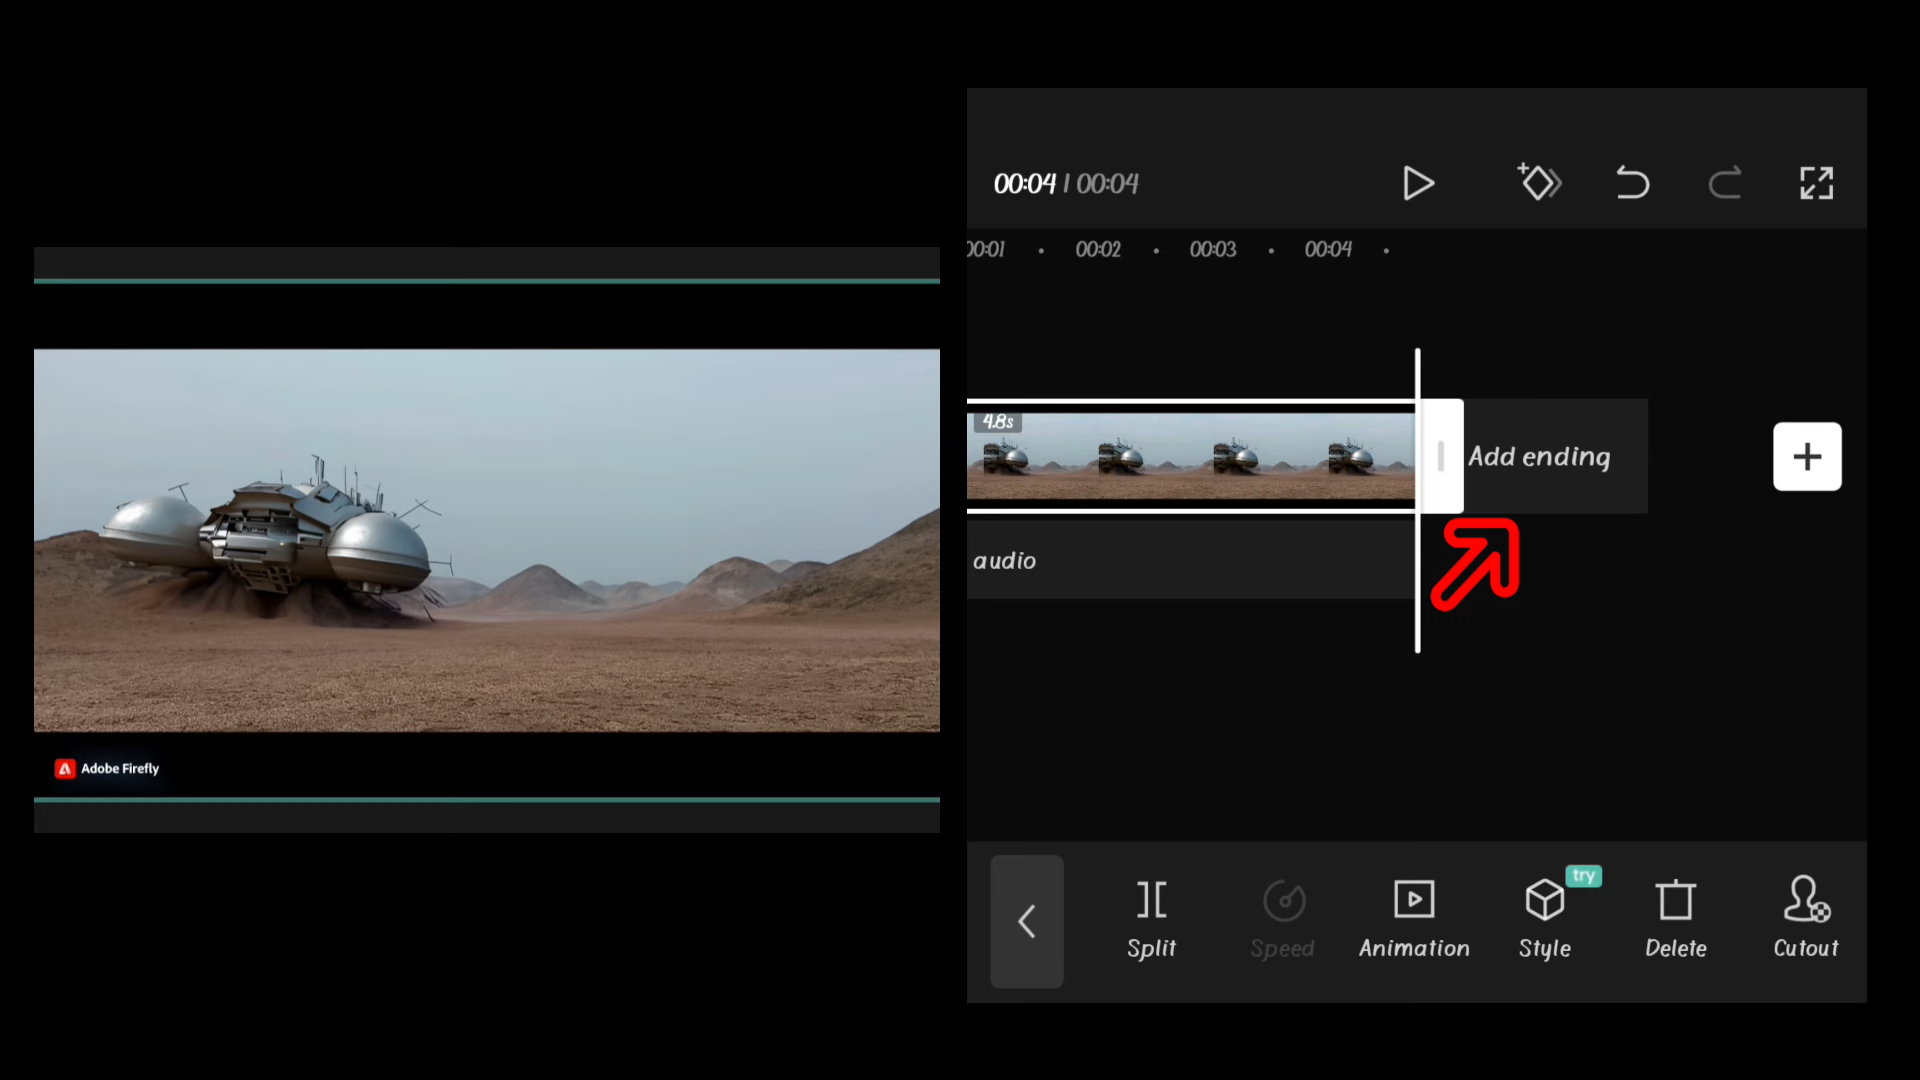 00:04 / 00:04
00:01 • 00:02 • 00:03 • 00:04 •
4.8s
Add ending
audio
Adobe Firefly
try
Split Speed Animation Style Delete Cutout